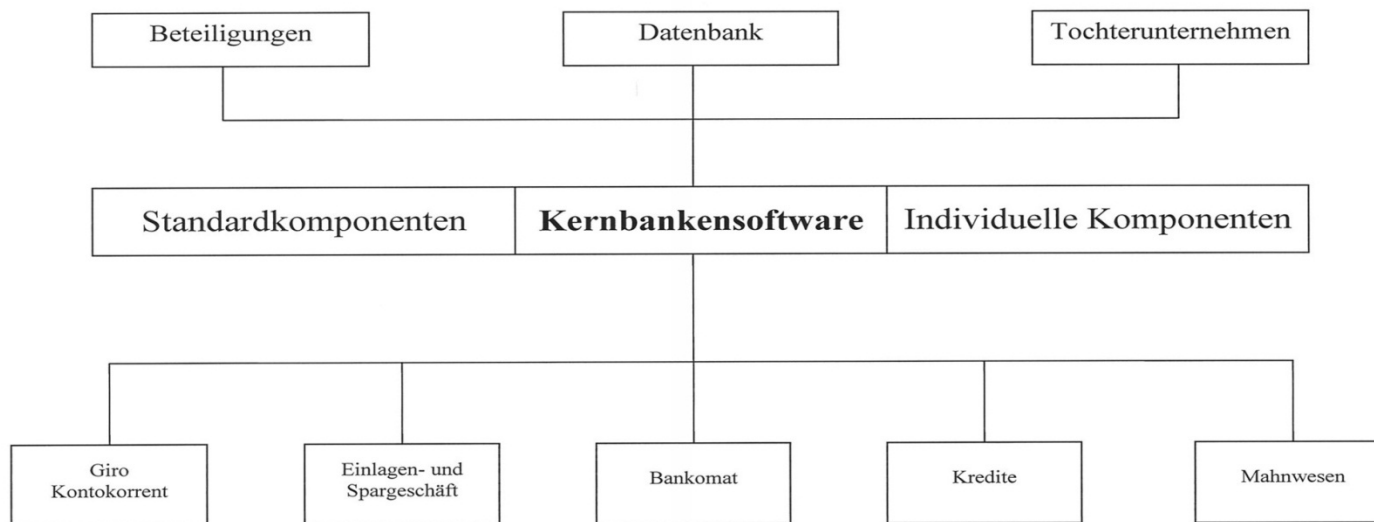 Beteiligungen
Datenbank
Tochterunternehmen
Standardkomponenten
Kernbankensoftware
Individuelle Komponenten
Giro
Kontokorrent
Einlagen- und
Spargeschäft
Bankomat
Kredite
Mahnwesen